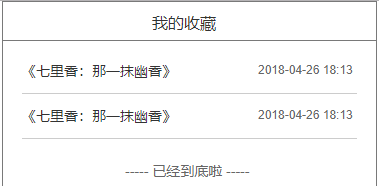 我的收藏
《七里香：那一抹幽香》 2018-04-26 18:13
《七里香：那一抹幽香》 2018-04-26 18:13
----- 已经到底啦 -----